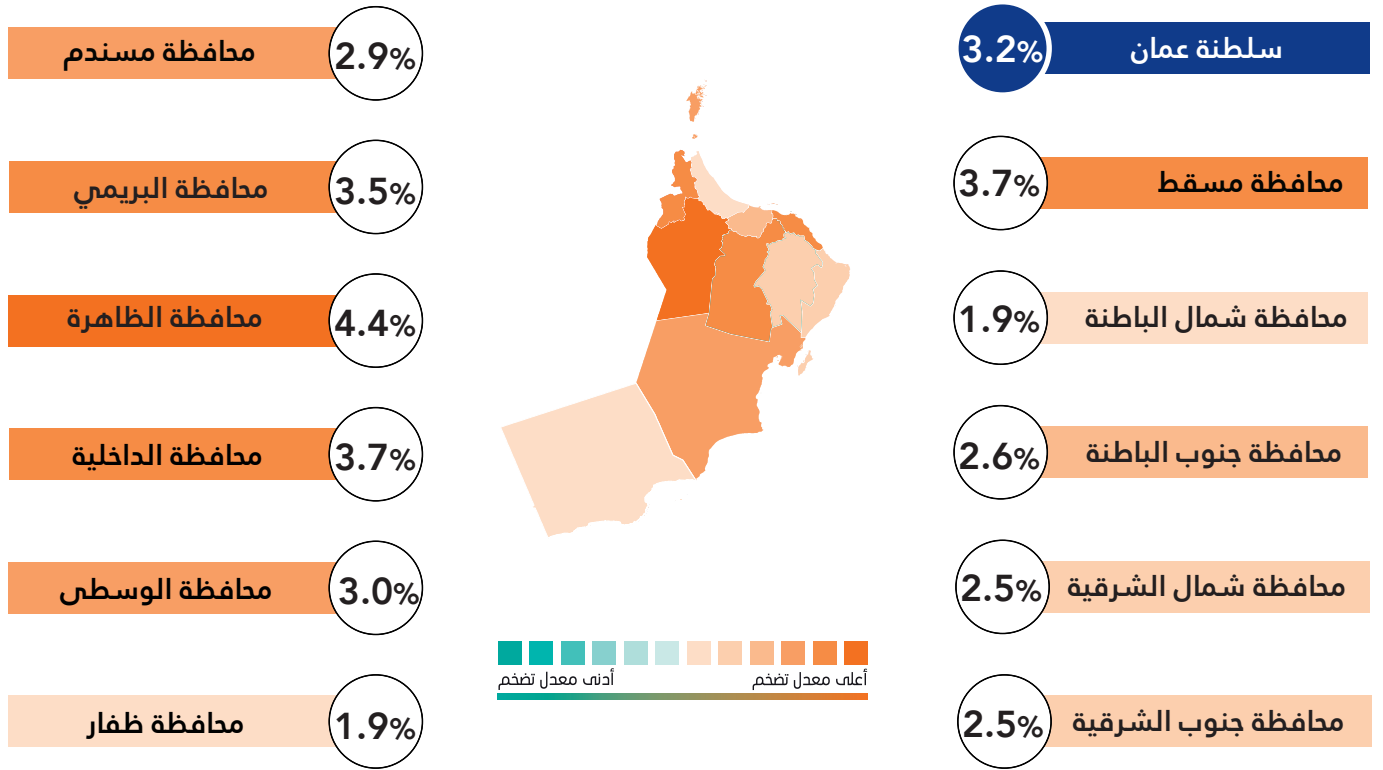 سلطنة عمان
3.2%
محافظة مسقط
3.7%
محافظة شمال الباطنة
1.9%
محافظة جنوب الباطنة
2.6%
محافظة شمال الشرقية
2.5%
محافظة جنوب الشرقية
2.5%
محافظة مسندم
2.9%
محافظة البريمي
3.5%
محافظة الظاهرة
4.4%
محافظة الداخلية
3.7%
محافظة الوسطى
3.0%
محافظة ظفار
1.9%
أعلى معدل تضخم
أدنى معدل تضخم